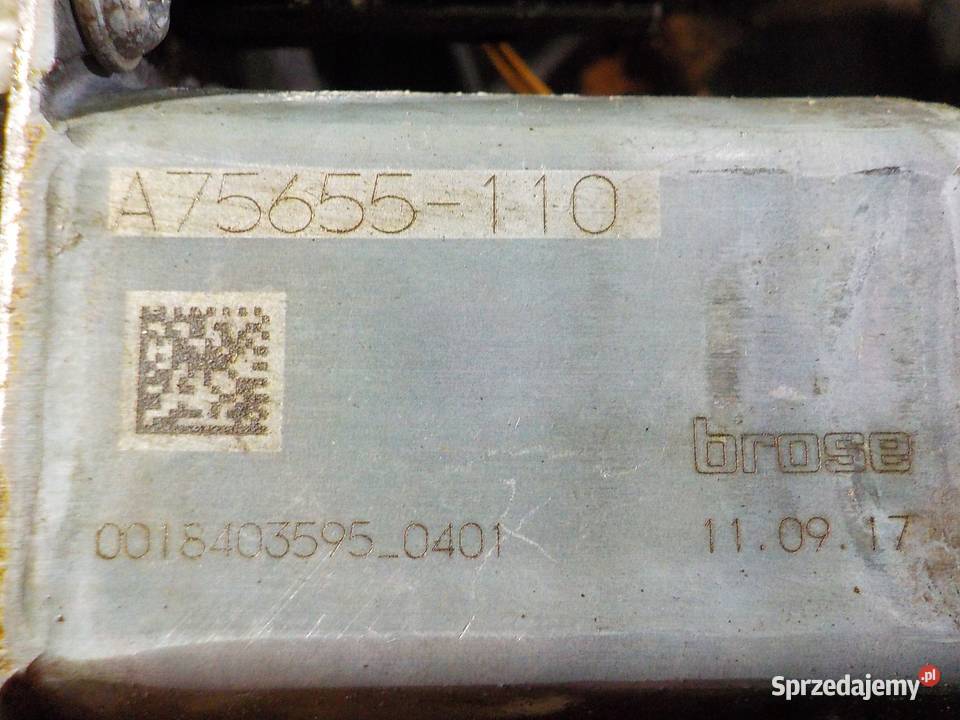 A75655-110
brose
0018403595_0401
11.09.17
Sprzedajemy.pl